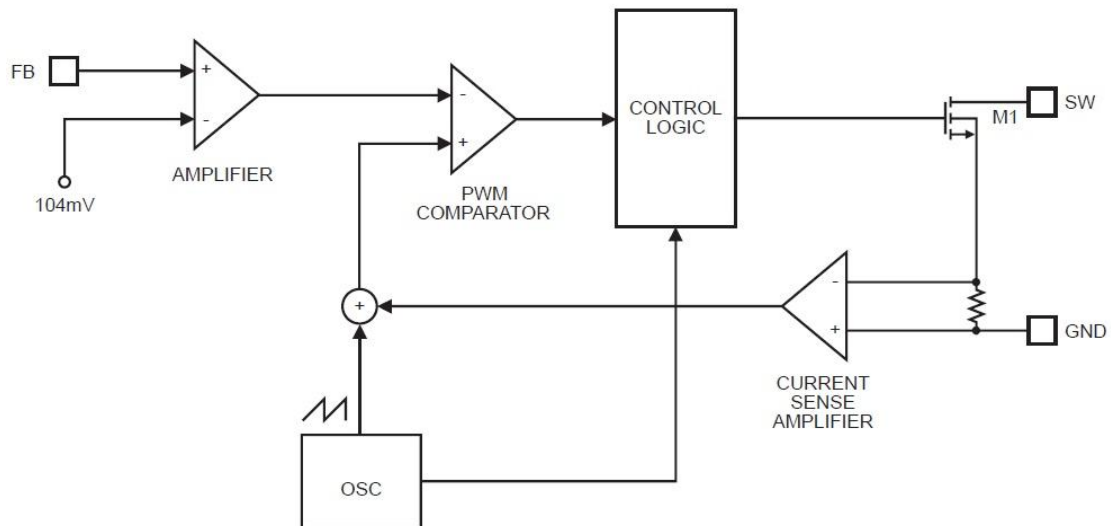 FB
+
-
104mV
AMPLIFIER
-
+
PWM
COMPARATOR
CONTROL
LOGIC
M1
SW
-
+
GND
CURRENT
SENSE
AMPLIFIER
+
OSC